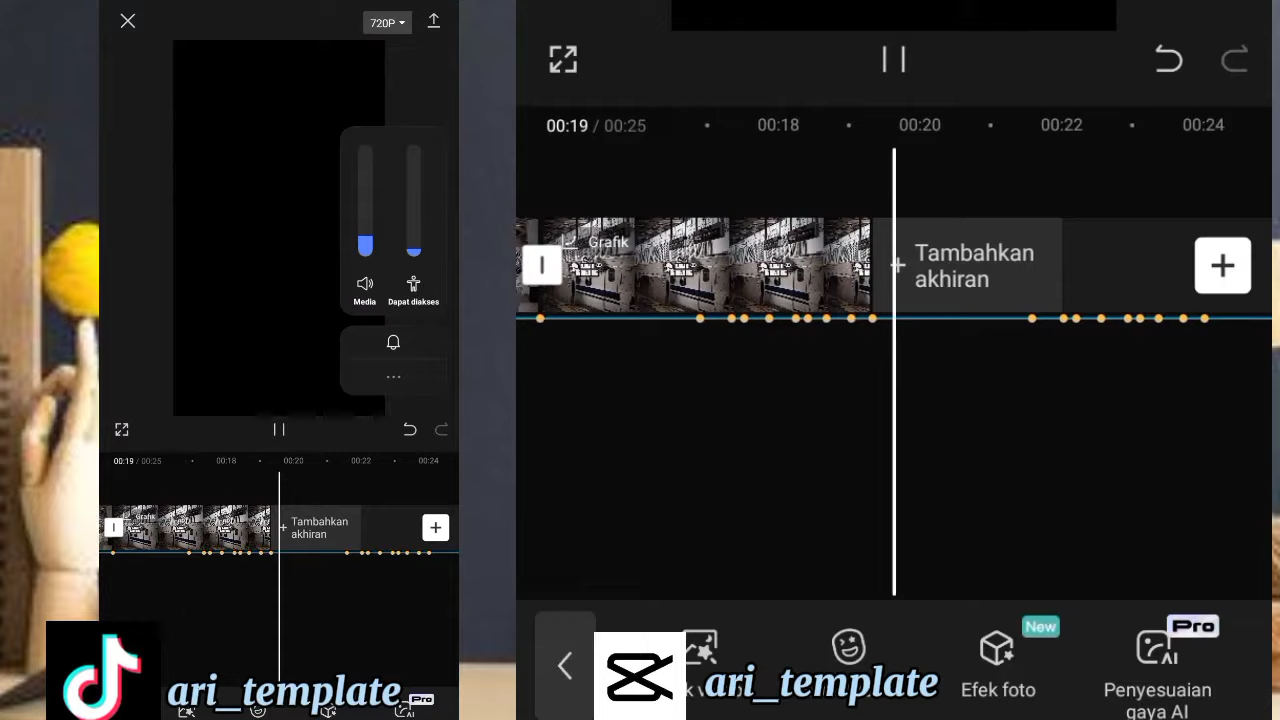 720P
Media
Dapat diakses
...
00:19 / 00:25
00:18
00:20
00:22
00:24
Grafik
Tambahkan
akhiran
Pro
ari_template
00:19 / 00:25
00:18
00:20
00:22
00:24
Grafik
Tambahkan
akhiran
New
Pro
AI
Efek foto
Penyesuaian
gaya AI
ari_template